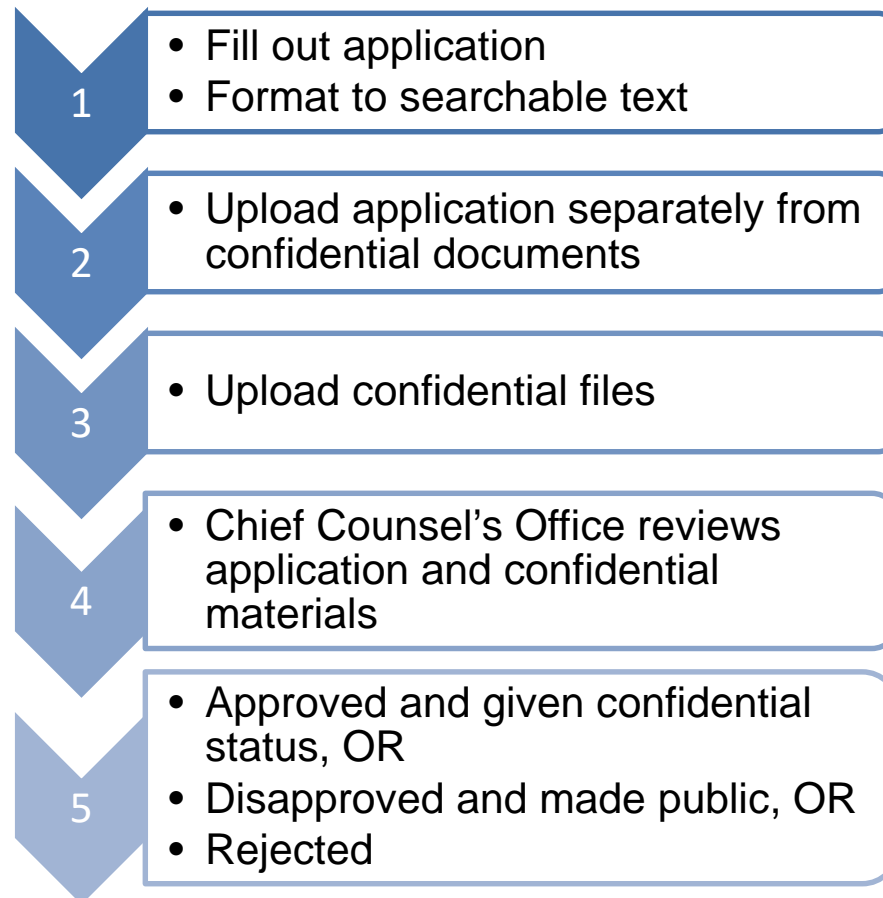 1
• Fill out application
• Format to searchable text
2
• Upload application separately from
confidential documents
3
• Upload confidential files
4
• Chief Counsel’s Office reviews
application and confidential
materials
5
• Approved and given confidential
status, OR
• Disapproved and made public, OR
• Rejected